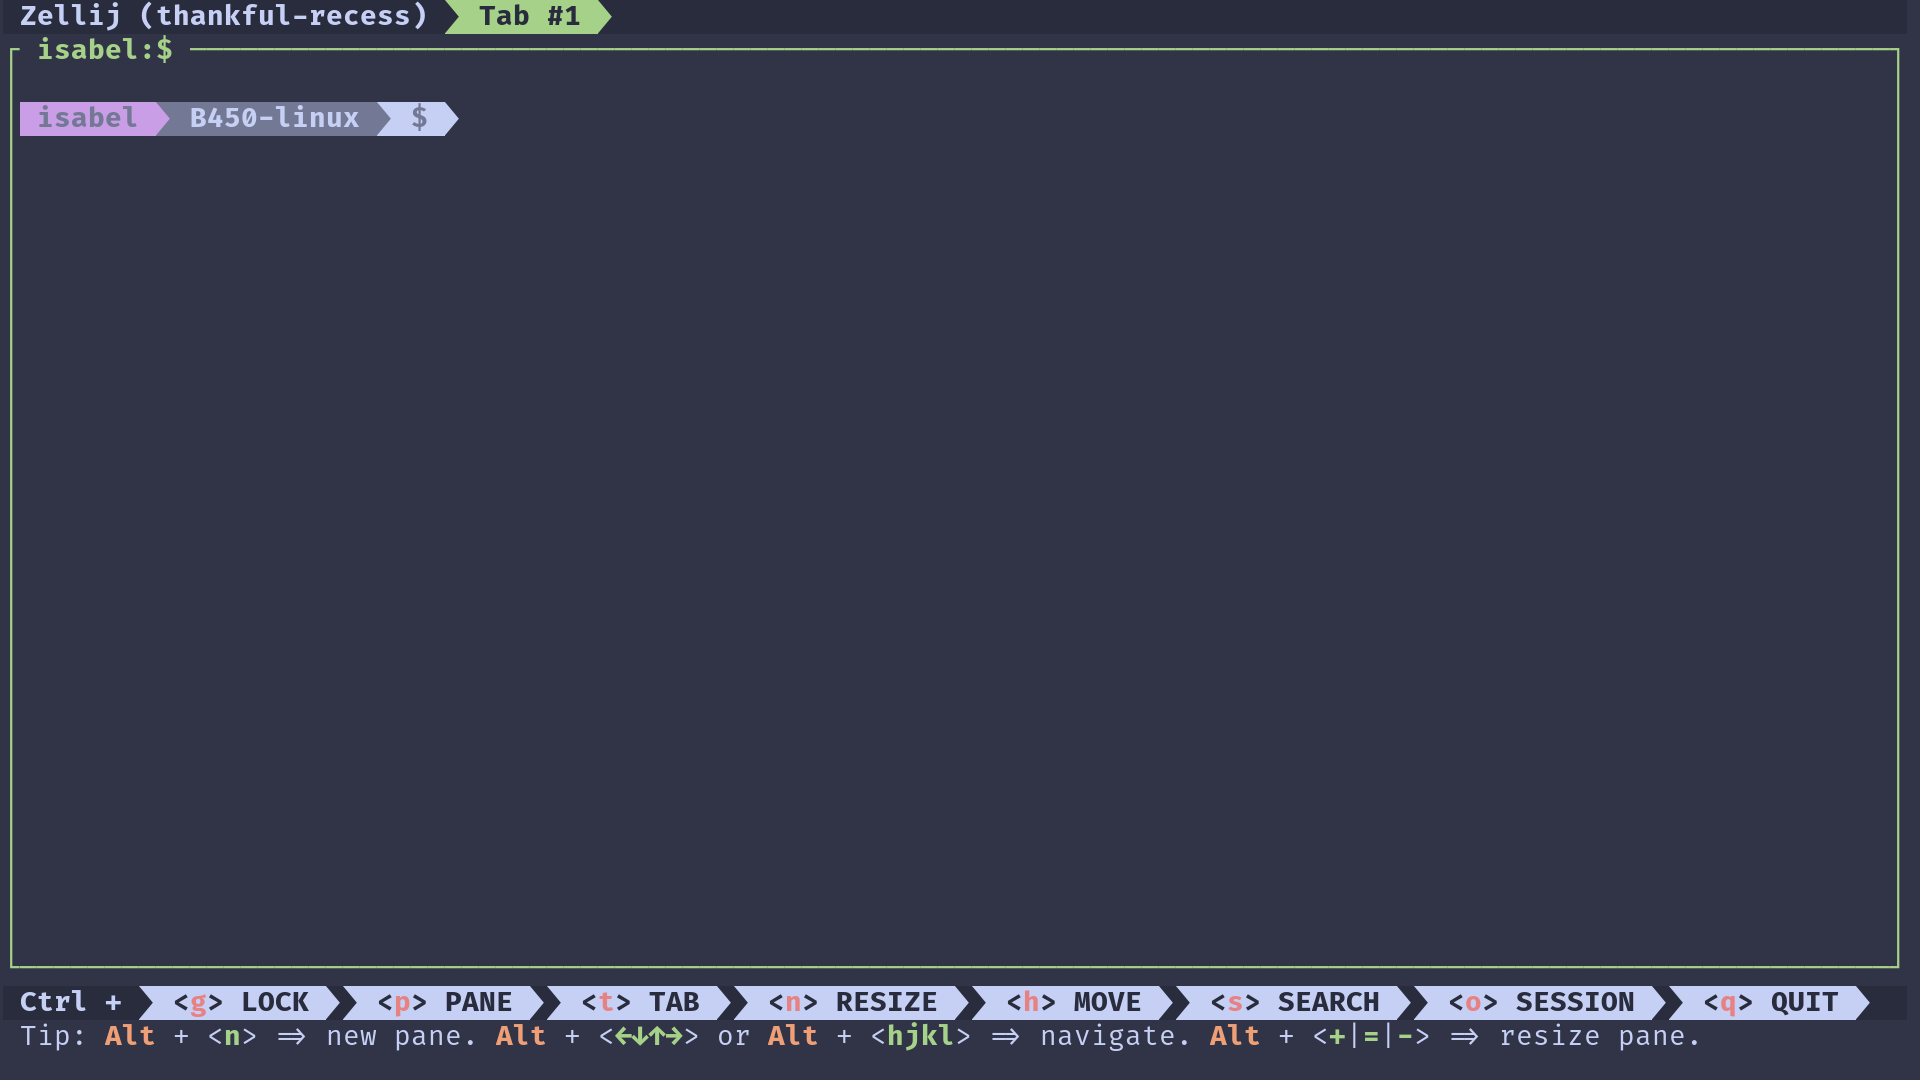 Zellij (thankful-recess) Tab #1
isabel:$
isabel B450-linux $
Ctrl + <g> LOCK <p> PANE <t> TAB <n> RESIZE <h> MOVE <s> SEARCH <o> SESSION <q> QUIT
Tip: Alt + <n> => new pane. Alt + <←↓↑→> or Alt + <hjkl> => navigate. Alt + <+|=|-> => resize pane.